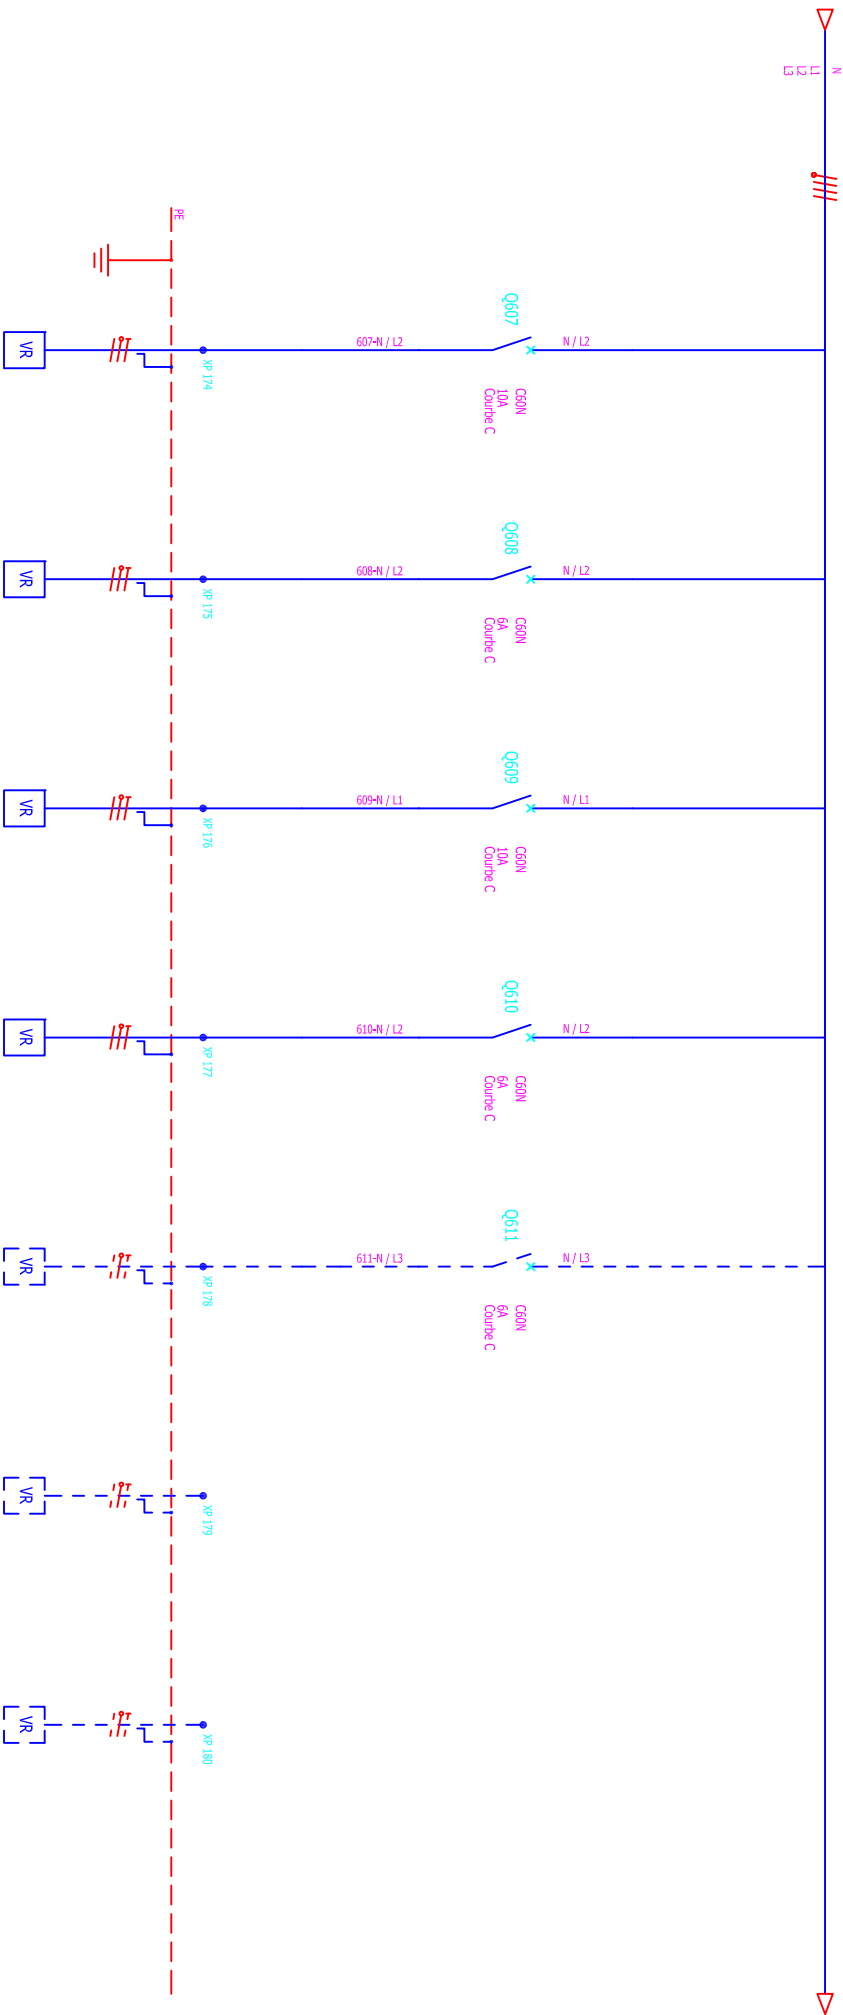 N
L1
L2
L3
PE
Q607
N / L2
C60N
10A
Courbe C
607-N / L2
XP 174
VR
Q608
N / L2
C60N
6A
Courbe C
608-N / L2
XP 175
VR
Q609
N / L1
C60N
10A
Courbe C
609-N / L1
XP 176
VR
Q610
N / L2
C60N
6A
Courbe C
610-N / L2
XP 177
VR
Q611
N / L3
C60N
6A
Courbe C
611-N / L3
XP 178
VR
XP 179
VR
XP 180
VR